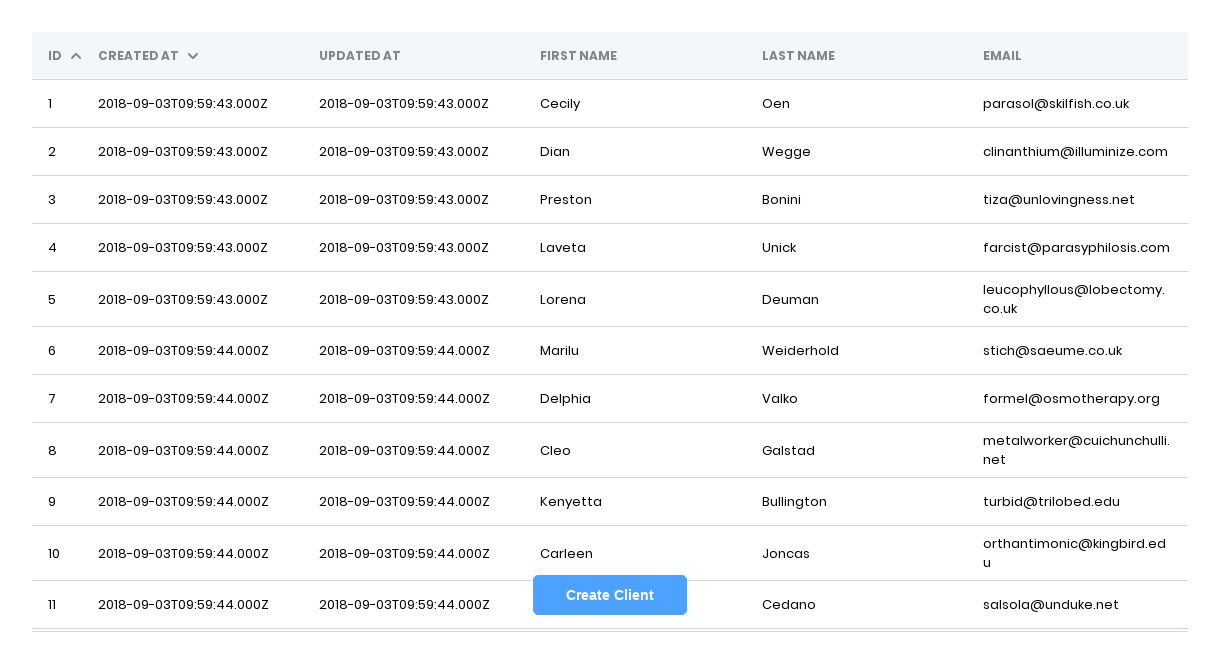 ID CREATED AT UPDATED AT FIRST NAME LAST NAME EMAIL
1 2018-09-03T09:59:43.000Z 2018-09-03T09:59:43.000Z Cecily Oen parasol@skilfish.co.uk
2 2018-09-03T09:59:43.000Z 2018-09-03T09:59:43.000Z Dian Wegge clinanthium@illuminize.com
3 2018-09-03T09:59:43.000Z 2018-09-03T09:59:43.000Z Preston Bonini tiza@unlovingness.net
4 2018-09-03T09:59:43.000Z 2018-09-03T09:59:43.000Z Laveta Unick farcist@parasyphilosis.com
5 2018-09-03T09:59:43.000Z 2018-09-03T09:59:43.000Z Lorena Deuman leucophyllous@lobectomy.
co.uk
6 2018-09-03T09:59:44.000Z 2018-09-03T09:59:44.000Z Marilu Weiderhold stich@saeume.co.uk
7 2018-09-03T09:59:44.000Z 2018-09-03T09:59:44.000Z Delphia Valko formel@osmotherapy.org
8 2018-09-03T09:59:44.000Z 2018-09-03T09:59:44.000Z Cleo Galstad metalworker@cuichunchulli.
net
9 2018-09-03T09:59:44.000Z 2018-09-03T09:59:44.000Z Kenyetta Bullington turbid@trilobed.edu
10 2018-09-03T09:59:44.000Z 2018-09-03T09:59:44.000Z Carleen Joncas orthantimonic@kingbird.ed
u
Create Client
11 2018-09-03T09:59:44.000Z 2018-09-03T09:59:44.000Z Cedano salsola@unduke.net